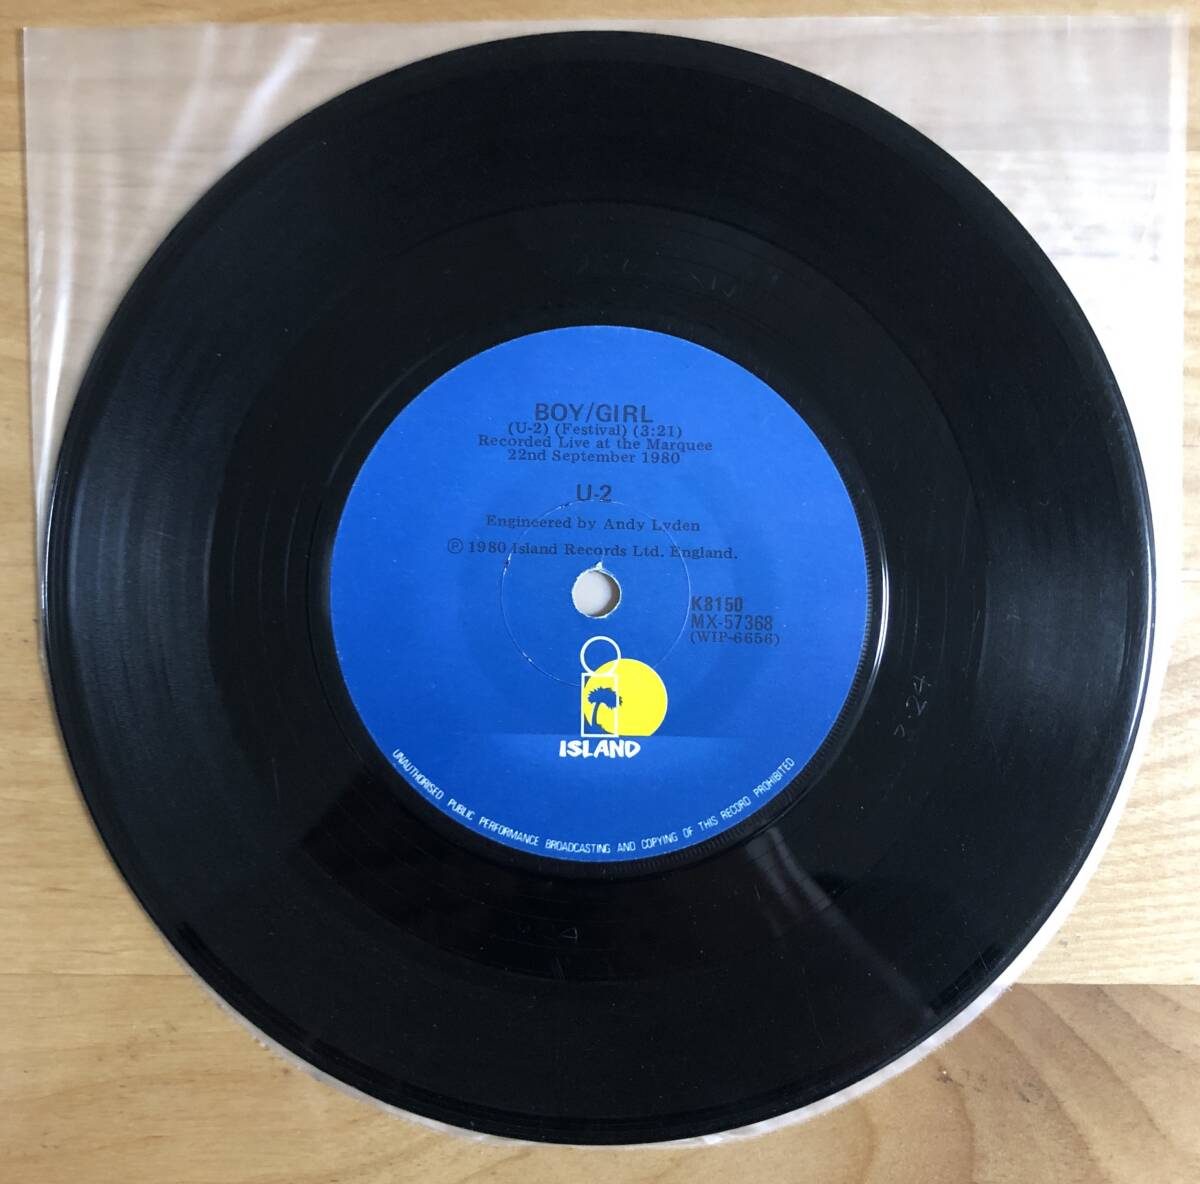 BOY/GIRL
(U-2) (Festival) (3:21)
Recorded Live at the Marquee
22nd September 1980
U-2
Engineered by Andy Lyden
Ⓟ 1980 Island Records Ltd. England.
K8150
MX-57368
(WIP-6656)
ISLAND
UNAUTHORISED PUBLIC PERFORMANCE BROADCASTING AND COPYING OF THIS RECORD PROHIBITED